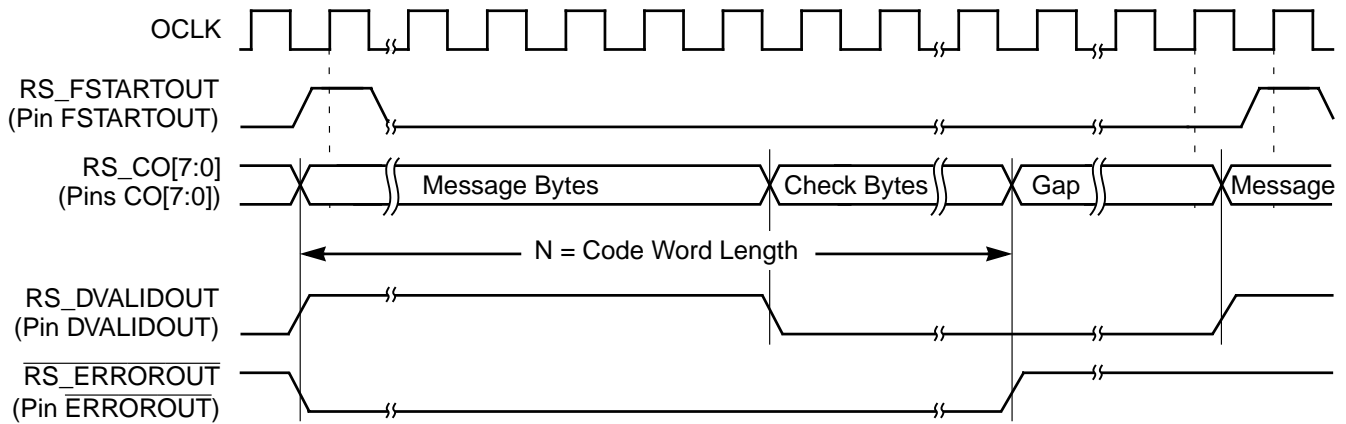 OCLK
RS_FSTARTOUT
(Pin FSTARTOUT)
RS_CO[7:0]
(Pins CO[7:0])
Message Bytes
Check Bytes
Gap
Message
N = Code Word Length
RS_DVALIDOUT
(Pin DVALIDOUT)
RS_ERROROUT
(Pin ERROROUT)